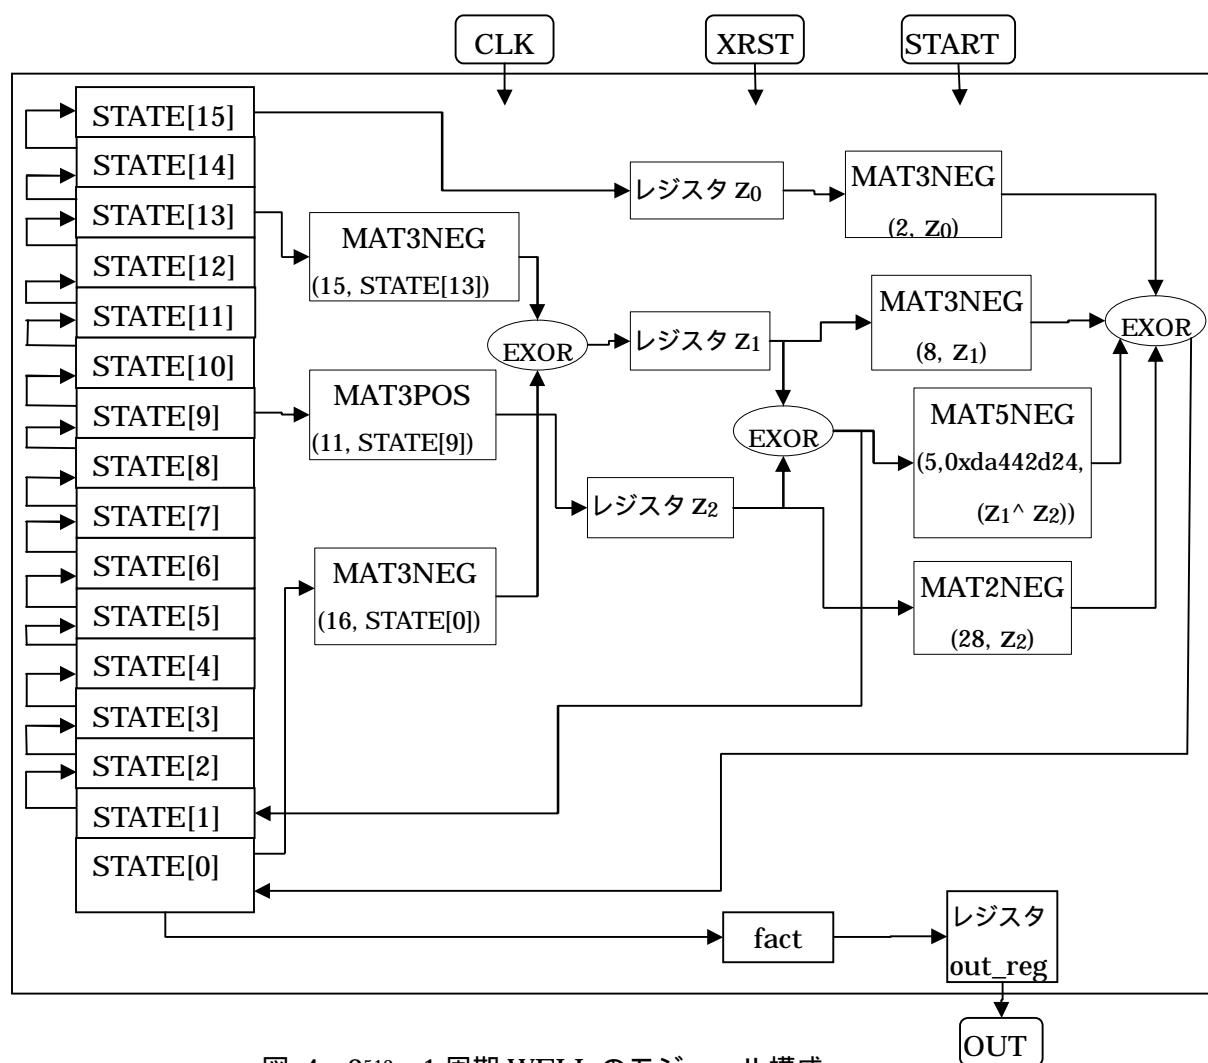 CLK
XRST
START
STATE[15]
STATE[14]
STATE[13]
STATE[12]
STATE[11]
STATE[10]
STATE[9]
STATE[8]
STATE[7]
STATE[6]
STATE[5]
STATE[4]
STATE[3]
STATE[2]
STATE[1]
STATE[0]
MAT3NEG
(15, STATE[13])
MAT3POS
(11, STATE[9])
MAT3NEG
(16, STATE[0])
EXOR
レジスタ z0
レジスタ z1
EXOR
レジスタ z2
MAT3NEG
(2, z0)
MAT3NEG
(8, z1)
MAT5NEG
(5,0xda442d24,
(z1^ z2))
MAT2NEG
(28, z2)
EXOR
fact
レジスタ
out_reg
OUT